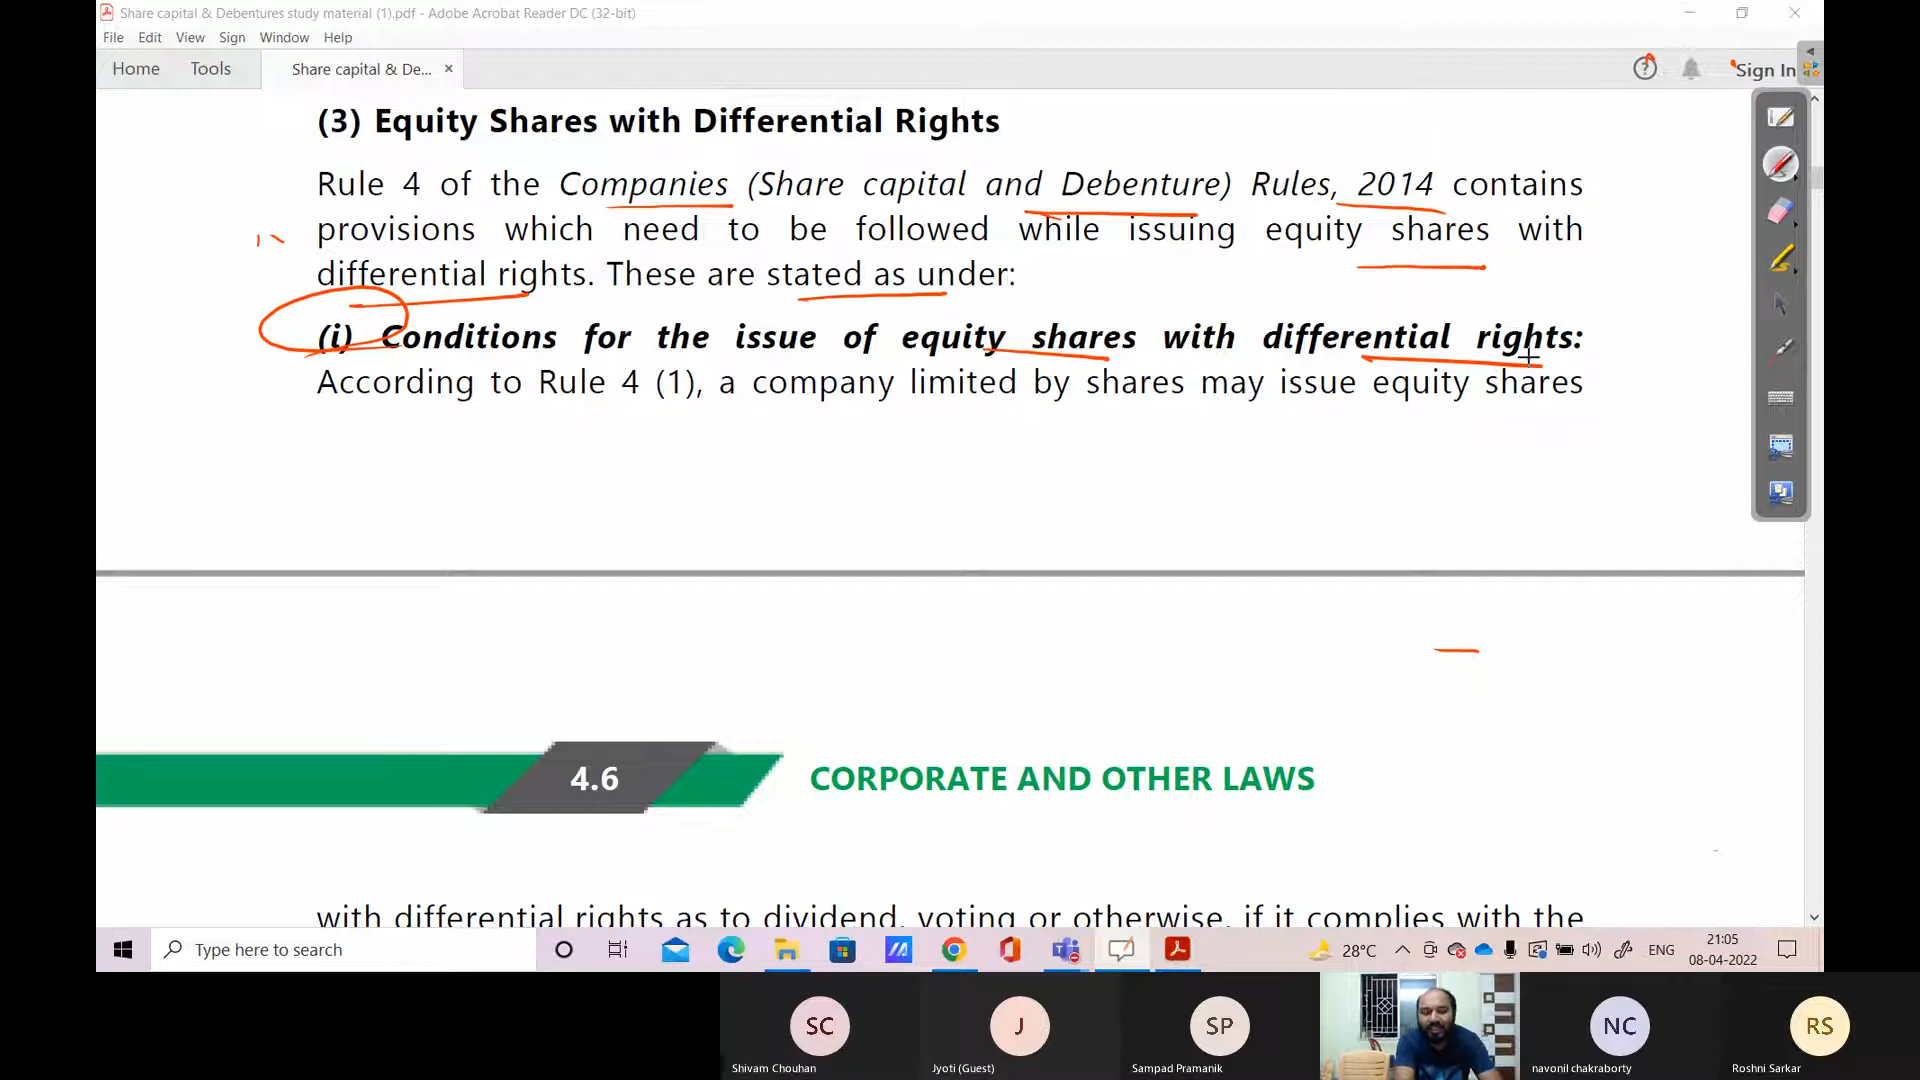 Share capital & Debentures study material (1).pdf - Adobe Acrobat Reader DC (32-bit)
File Edit View Sign Window Help
Home Tools Share capital & De... × Sign In
(3) Equity Shares with Differential Rights
Rule 4 of the Companies (Share capital and Debenture) Rules, 2014 contains
provisions which need to be followed while issuing equity shares with
differential rights. These are stated as under:
(i) Conditions for the issue of equity shares with differential rights:
According to Rule 4 (1), a company limited by shares may issue equity shares
4.6 CORPORATE AND OTHER LAWS
with differential rights as to dividend, voting or otherwise, if it complies with the
Type here to search 28°C ENG 21:05
08-04-2022
SC J SP NC RS
Shivam Chouhan Jyoti (Guest) Sampad Pramanik navonil chakraborty Roshni Sarkar